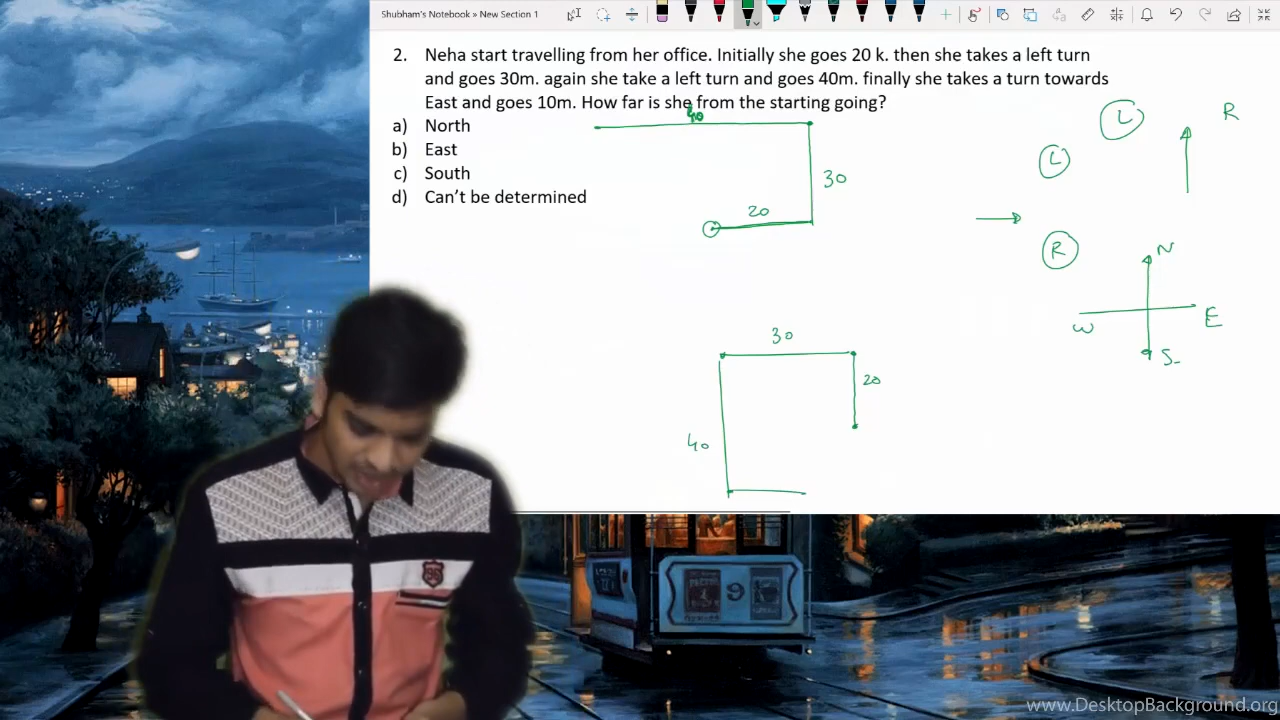 Shubham's Notebook » New Section 1
2. Neha start travelling from her office. Initially she goes 20 k. then she takes a left turn
and goes 30m. again she take a left turn and goes 40m. finally she takes a turn towards
East and goes 10m. How far is she from the starting going?
a) North
b) East
c) South
d) Can't be determined
40
30
20
L
R
L
R
N
W
E
S
30
20
40
9
www.DesktopBackground.org